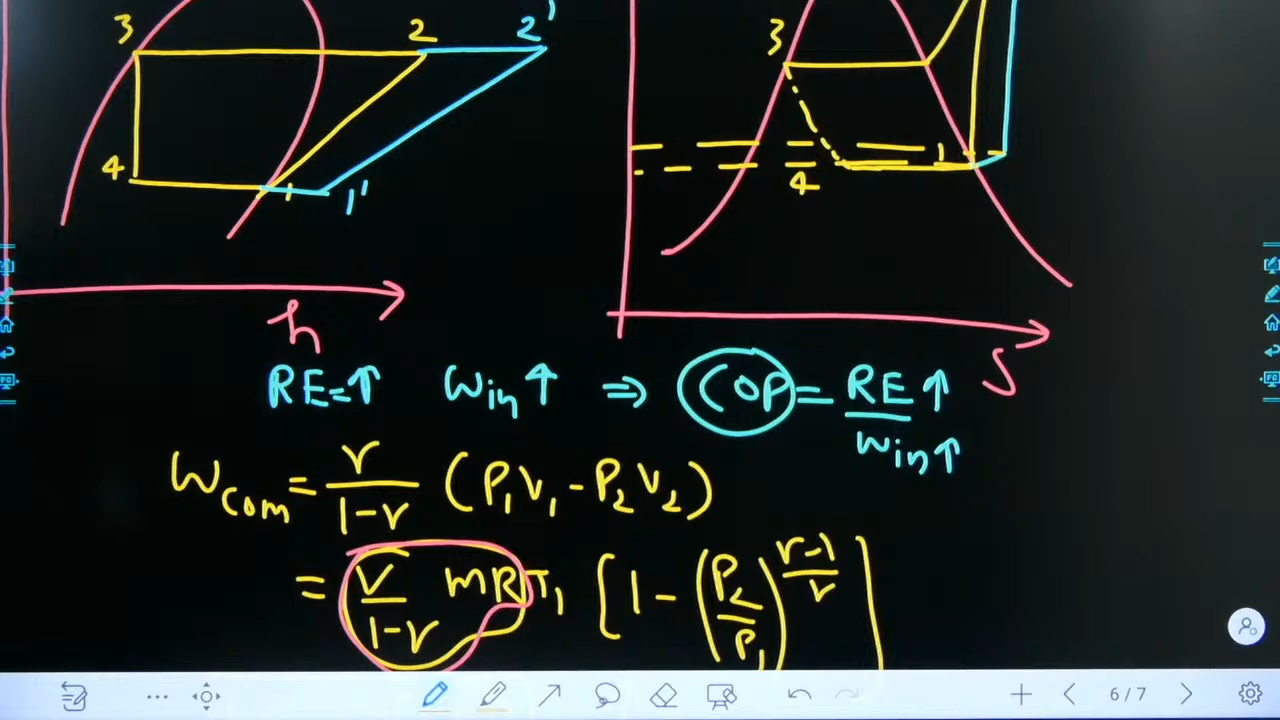 3 2 2'
3
4 1 1'
1
4
h
S
RE=↑ Win↑ ⇒ COP = RE↑ / Win↑
Wcom = r/(1-r) (P₁V₁ - P₂V₂)
= r/(1-r) mRT₁ [1 - (P₂/P₁)^((r-1)/r)]
6 / 7